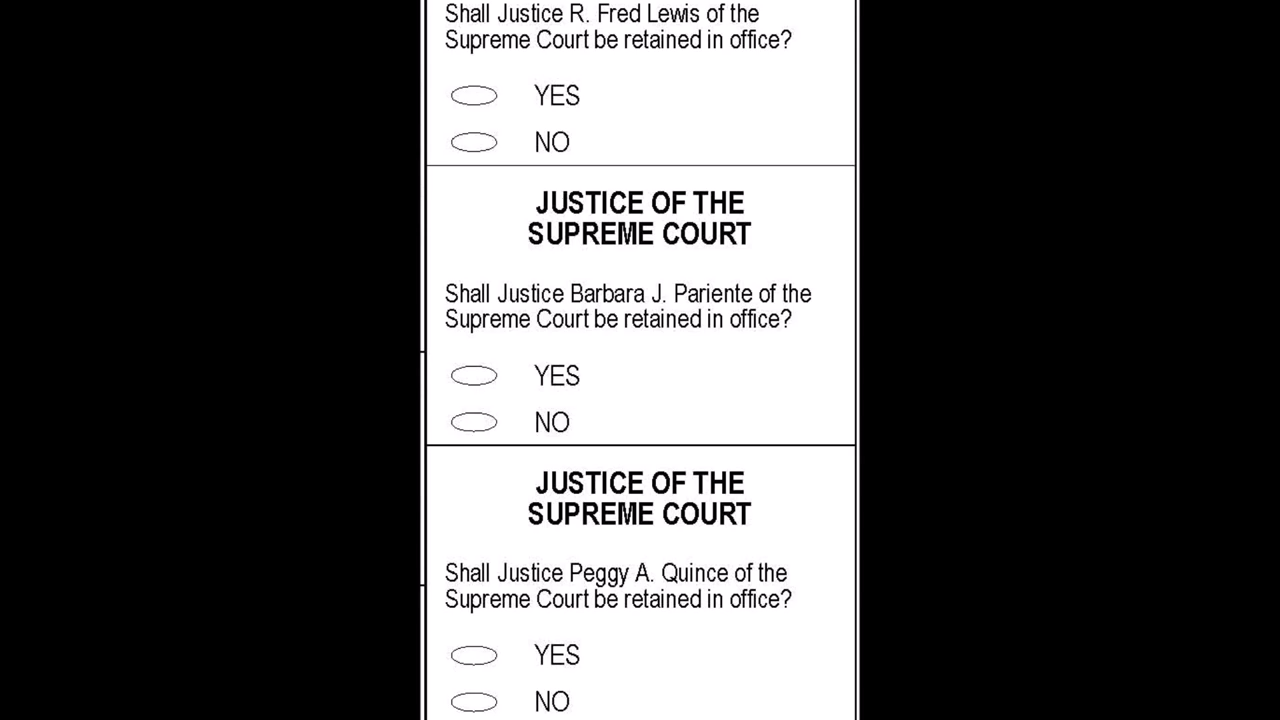 Shall Justice R. Fred Lewis of the
Supreme Court be retained in office?
YES
NO
JUSTICE OF THE
SUPREME COURT
Shall Justice Barbara J. Pariente of the
Supreme Court be retained in office?
YES
NO
JUSTICE OF THE
SUPREME COURT
Shall Justice Peggy A. Quince of the
Supreme Court be retained in office?
YES
NO